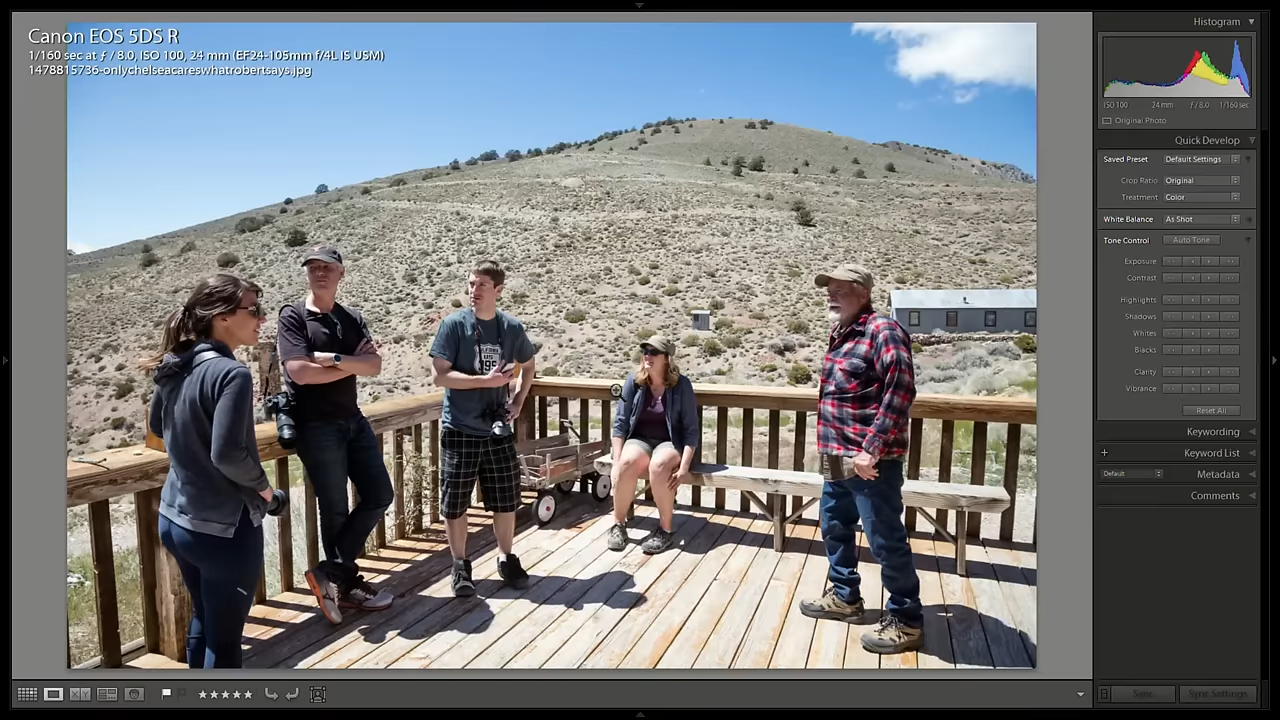 Canon EOS 5DS R
1/160 sec at ƒ / 8.0, ISO 100, 24 mm (EF24-105mm f/4L IS USM)
1478815736-onlychelseacareswhatrobertsays.jpg
Histogram
ISO 100 24 mm ƒ / 8.0 1/160 sec
Original Photo
Quick Develop
Saved Preset Default Settings
Crop Ratio Original
Treatment Color
White Balance As Shot
Tone Control Auto Tone
Exposure
Contrast
Highlights
Shadows
Whites
Blacks
Clarity
Vibrance
Reset All
Keywording
+ Keyword List
Default Metadata
Comments
395
XY
Sync Sync Settings